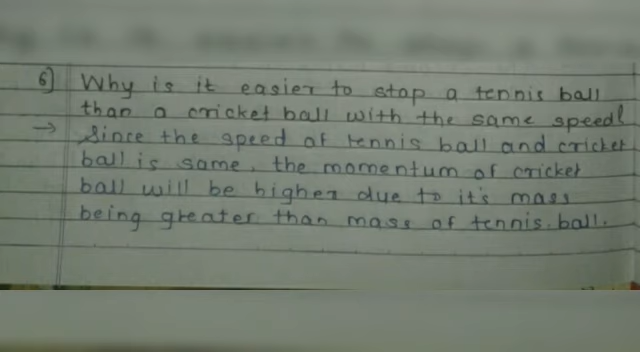 6] Why is it easier to stop a tennis ball
than a cricket ball with the same speed?
→ Since the speed of tennis ball and cricket
ball is same, the momentum of cricket
ball will be higher due to it's mass
being greater than mass of tennis ball.